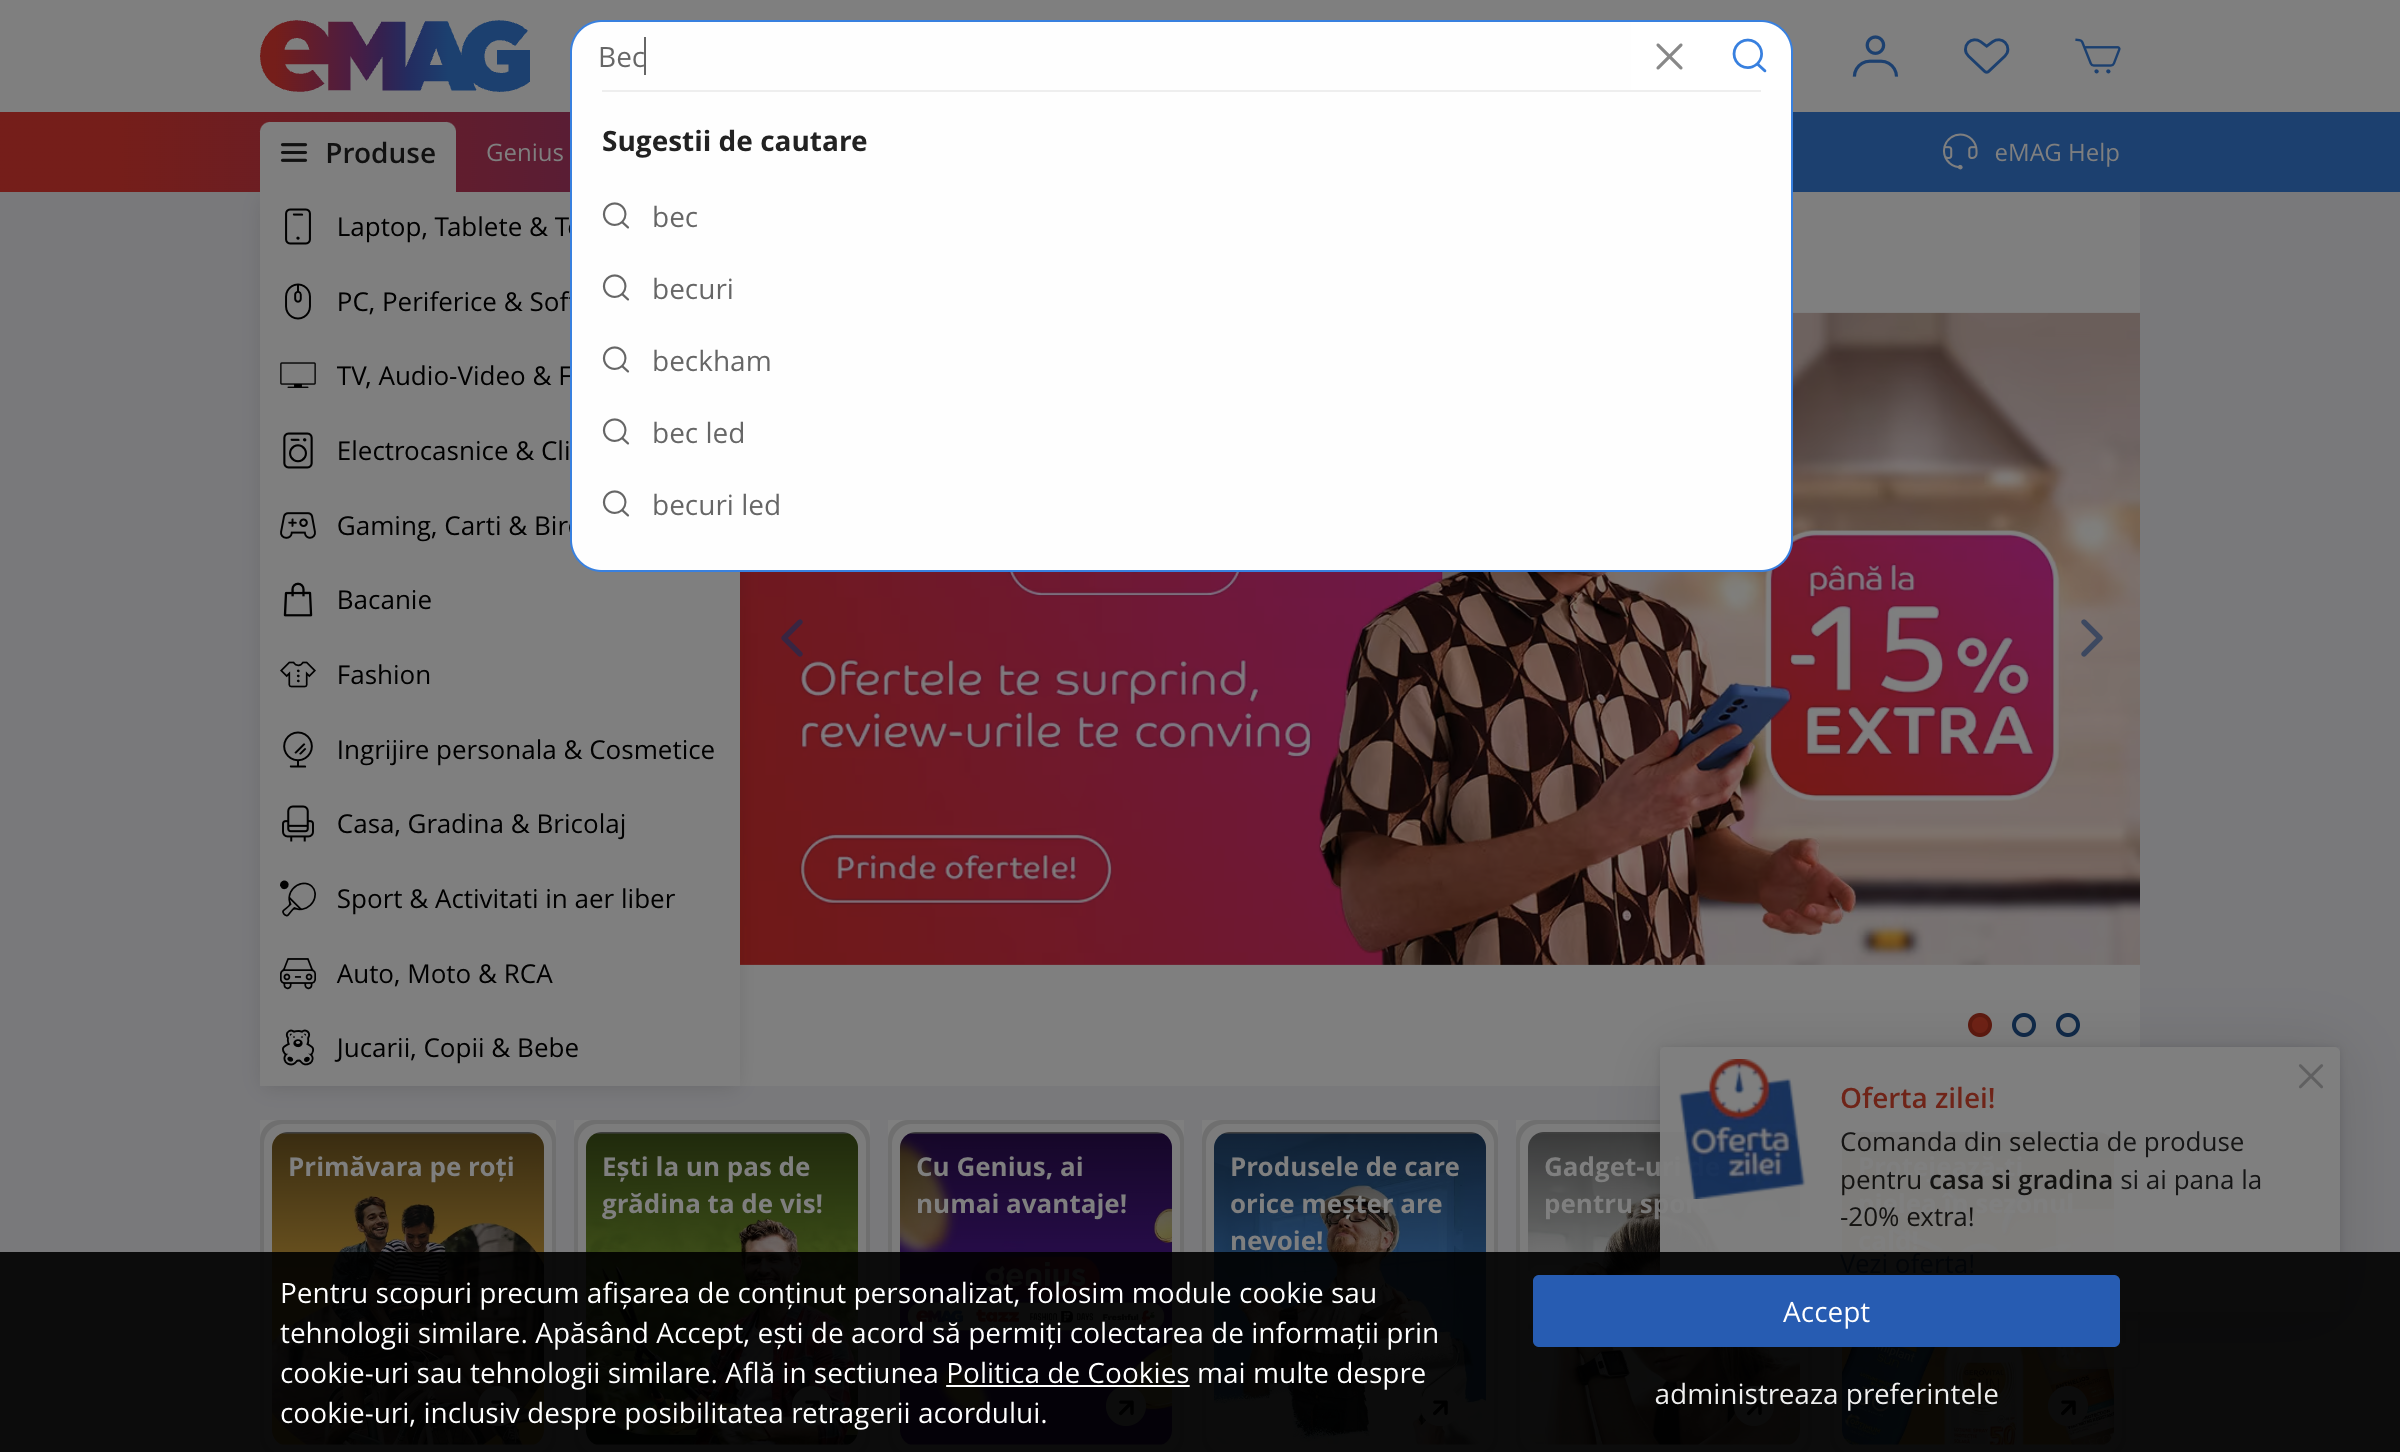 eMAG
Bec
Sugestii de cautare
bec
becuri
beckham
bec led
becuri led
Produse
Genius
eMAG Help
Laptop, Tablete & T
PC, Periferice & Sof
TV, Audio-Video & F
Electrocasnice & Cli
Gaming, Carti & Bir
Bacanie
Fashion
Ingrijire personala & Cosmetice
Casa, Gradina & Bricolaj
Sport & Activitati in aer liber
Auto, Moto & RCA
Jucarii, Copii & Bebe
Ofertele te surprind,
review-urile te conving
Prinde ofertele!
până la
-15%
EXTRA
Primăvara pe roți
Ești la un pas de
grădina ta de vis!
Cu Genius, ai
numai avantaje!
genius
Produsele de care
orice meșter are
nevoie!
Gadget-u
pentru spo
Oferta
zilei
Oferta zilei!
Comanda din selectia de produse
pentru casa si gradina si ai pana la
-20% extra!
Vezi oferta!
Pentru scopuri precum afișarea de conținut personalizat, folosim module cookie sau
tehnologii similare. Apăsând Accept, ești de acord să permiți colectarea de informații prin
cookie-uri sau tehnologii similare. Află in sectiunea Politica de Cookies mai multe despre
cookie-uri, inclusiv despre posibilitatea retragerii acordului.
Accept
administreaza preferintele